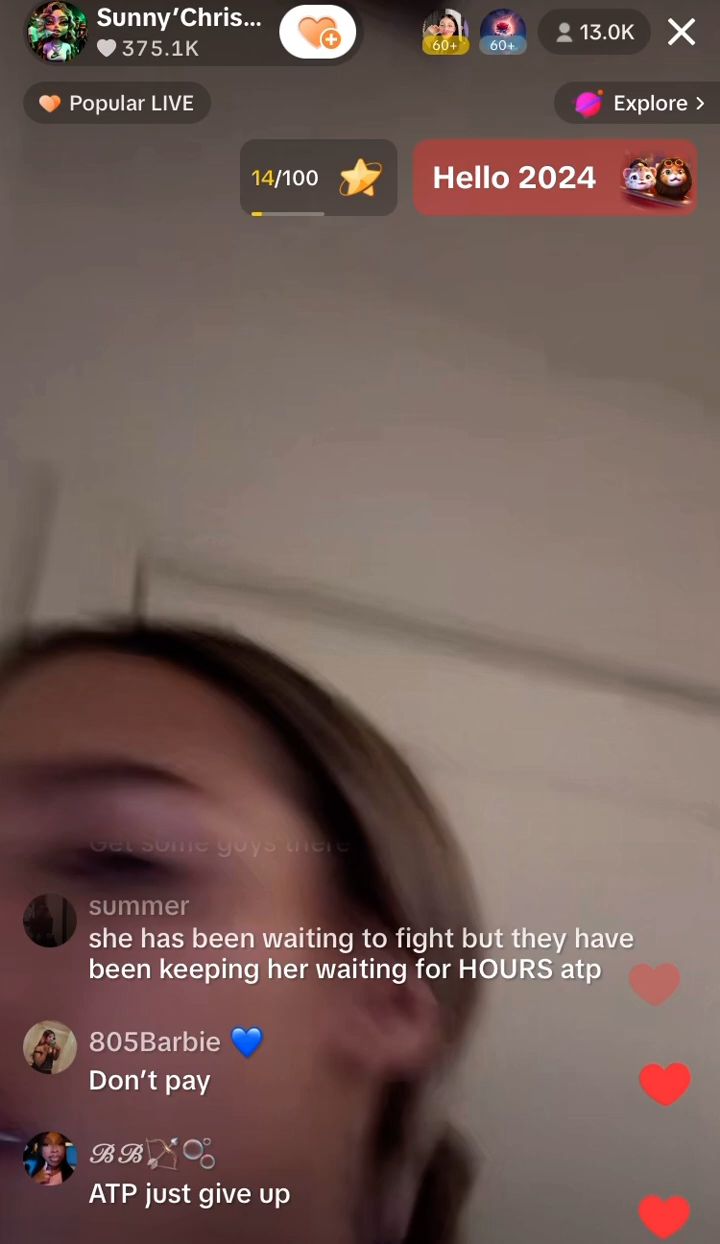 Sunny’Chris...
375.1K
60+
60+
13.0K
Popular LIVE
Explore >
14/100
Hello 2024
Get some guys there
summer
she has been waiting to fight but they have
been keeping her waiting for HOURS atp
805Barbie 💙
Don’t pay
ℬℬ🏹🫧
ATP just give up